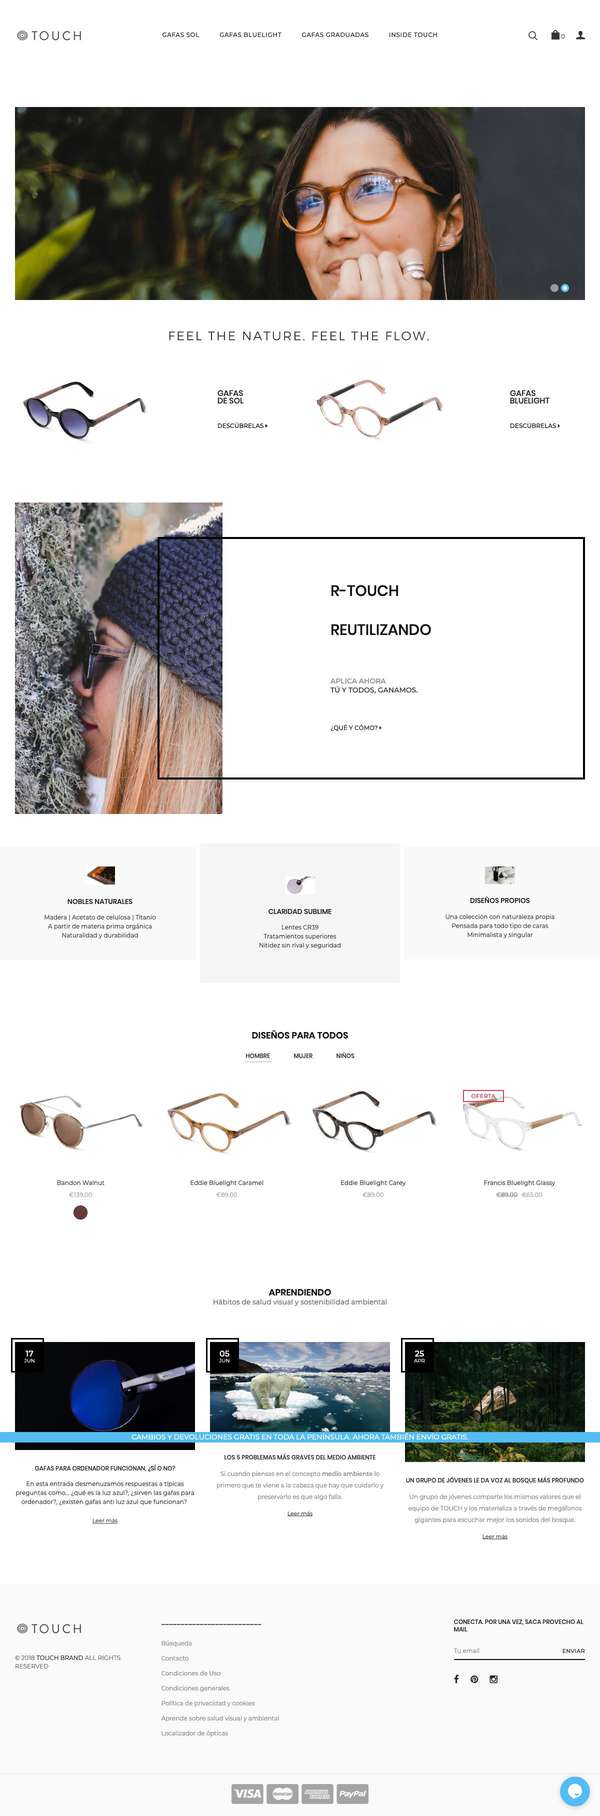 TOUCH
GAFAS SOL
GAFAS BLUELIGHT
GAFAS GRADUADAS
INSIDE TOUCH
0
FEEL THE NATURE. FEEL THE FLOW.
GAFAS
DE SOL
DESCÚBRELAS
GAFAS
BLUELIGHT
DESCÚBRELAS
R-TOUCH
REUTILIZANDO
APLICA AHORA
TÚ Y TODOS, GANAMOS.
¿QUÉ Y CÓMO?
NOBLES NATURALES
Madera | Acetato de celulosa | Titanio
A partir de materia prima orgánica
Naturalidad y durabilidad
CLARIDAD SUBLIME
Lentes CR39
Tratamientos superiores
Nitidez sin rival y seguridad
DISEÑOS PROPIOS
Una colección con naturaleza propia
Pensada para todo tipo de caras
Minimalista y singular
DISEÑOS PARA TODOS
HOMBRE
MUJER
NIÑOS
OFERTA
Bandon Walnut
€139.00
Eddie Bluelight Caramel
€89.00
Eddie Bluelight Carey
€89.00
Francis Bluelight Glassy
€89.00 €65.00
APRENDIENDO
Hábitos de salud visual y sostenibilidad ambiental
17
JUN
05
JUN
25
APR
CAMBIOS Y DEVOLUCIONES GRATIS EN TODA LA PENÍNSULA. AHORA TAMBIÉN ENVÍO GRATIS.
GAFAS PARA ORDENADOR FUNCIONAN, ¿SÍ O NO?
En esta entrada desmenuzamos respuestas a típicas
preguntas como... ¿qué es la luz azul?, ¿sirven las gafas para
ordenador?, ¿existen gafas anti luz azul que funcionan?
Leer más
LOS 5 PROBLEMAS MÁS GRAVES DEL MEDIO AMBIENTE
Si cuando piensas en el concepto medio ambiente lo
primero que te viene a la cabeza que hay que cuidarlo y
preservarlo es que algo falla.
Leer más
UN GRUPO DE JÓVENES LE DA VOZ AL BOSQUE MÁS PROFUNDO
Un grupo de jóvenes comparte los mismos valores que el
equipo de TOUCH y los materializa a través de megáfonos
gigantes para escuchar mejor los sonidos del bosque.
Leer más
TOUCH
© 2018 TOUCH BRAND ALL RIGHTS
RESERVED
Búsqueda
Contacto
Condiciones de Uso
Condiciones generales
Política de privacidad y cookies
Aprende sobre salud visual y ambiental
Localizador de ópticas
CONECTA. POR UNA VEZ, SACA PROVECHO AL
MAIL
Tu email
ENVIAR
VISA
MasterCard
AMERICAN EXPRESS
PayPal